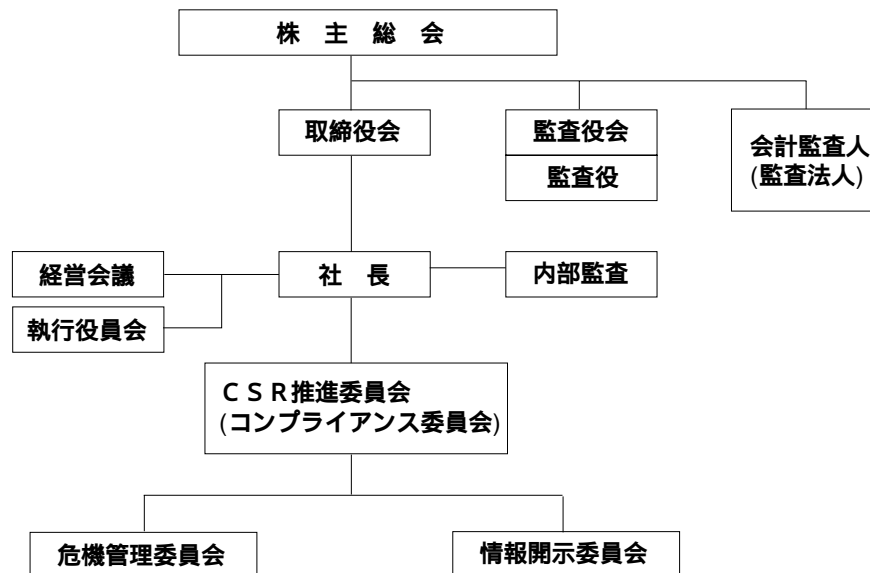 株 主 総 会
取締役会
監査役会
監査役
会計監査人
(監査法人)
経営会議
社 長
内部監査
執行役員会
ＣＳＲ推進委員会
(コンプライアンス委員会)
危機管理委員会
情報開示委員会